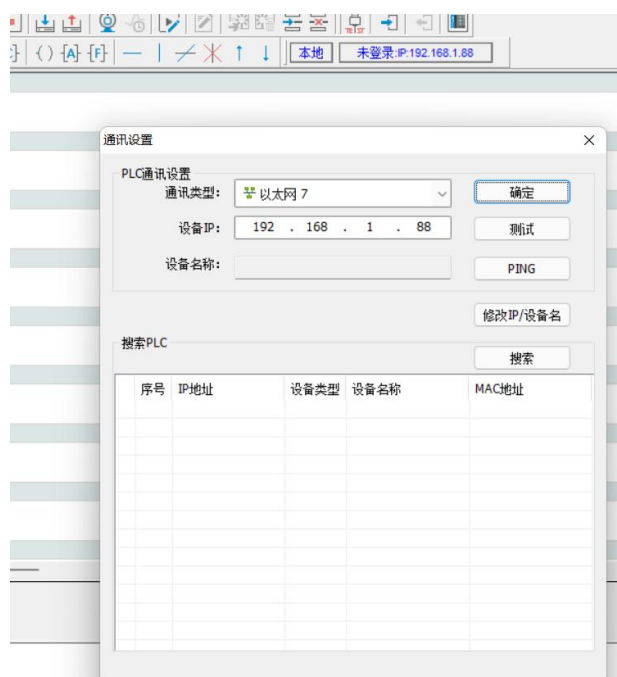 {} {A} {F} 本地 未登录:IP:192.168.1.88
通讯设置
PLC通讯设置
通讯类型: 以太网 7 确定
设备IP: 192 . 168 . 1 . 88 测试
设备名称: PING
修改IP/设备名
搜索PLC
搜索
序号 IP地址 设备类型 设备名称 MAC地址